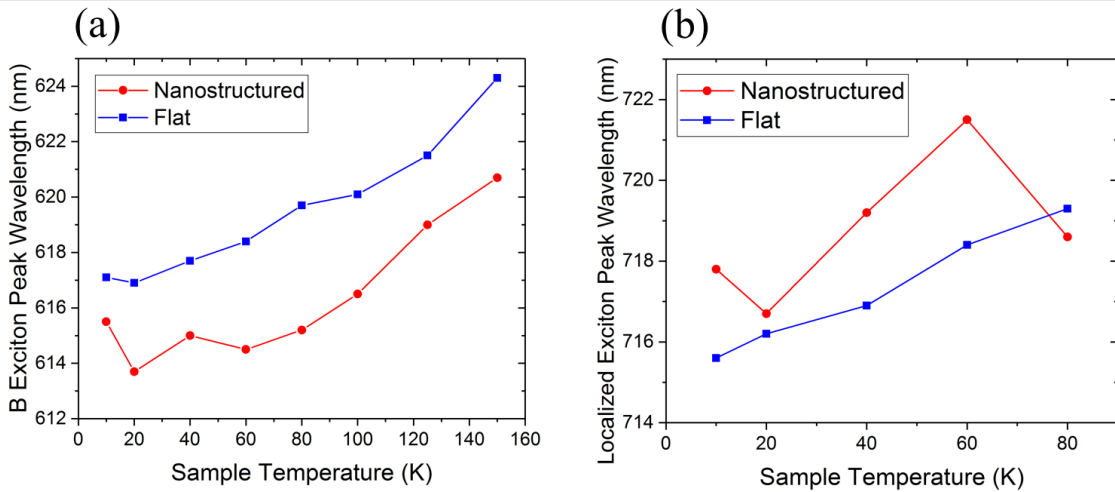 (a)
B Exciton Peak Wavelength (nm)
624
622
620
618
616
614
612
Nanostructured
Flat
0 20 40 60 80 100 120 140 160
Sample Temperature (K)
(b)
Localized Exciton Peak Wavelength (nm)
722
720
718
716
714
Nanostructured
Flat
0 20 40 60 80
Sample Temperature (K)